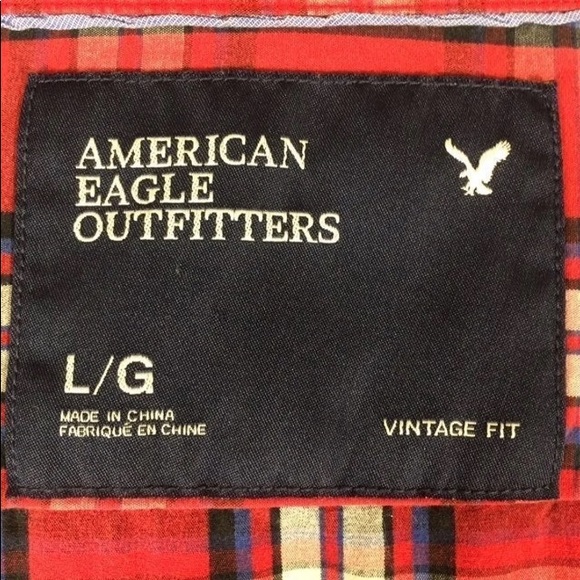 AMERICAN
EAGLE
OUTFITTERS
L/G
MADE IN CHINA
FABRIQUÉ EN CHINE
VINTAGE FIT